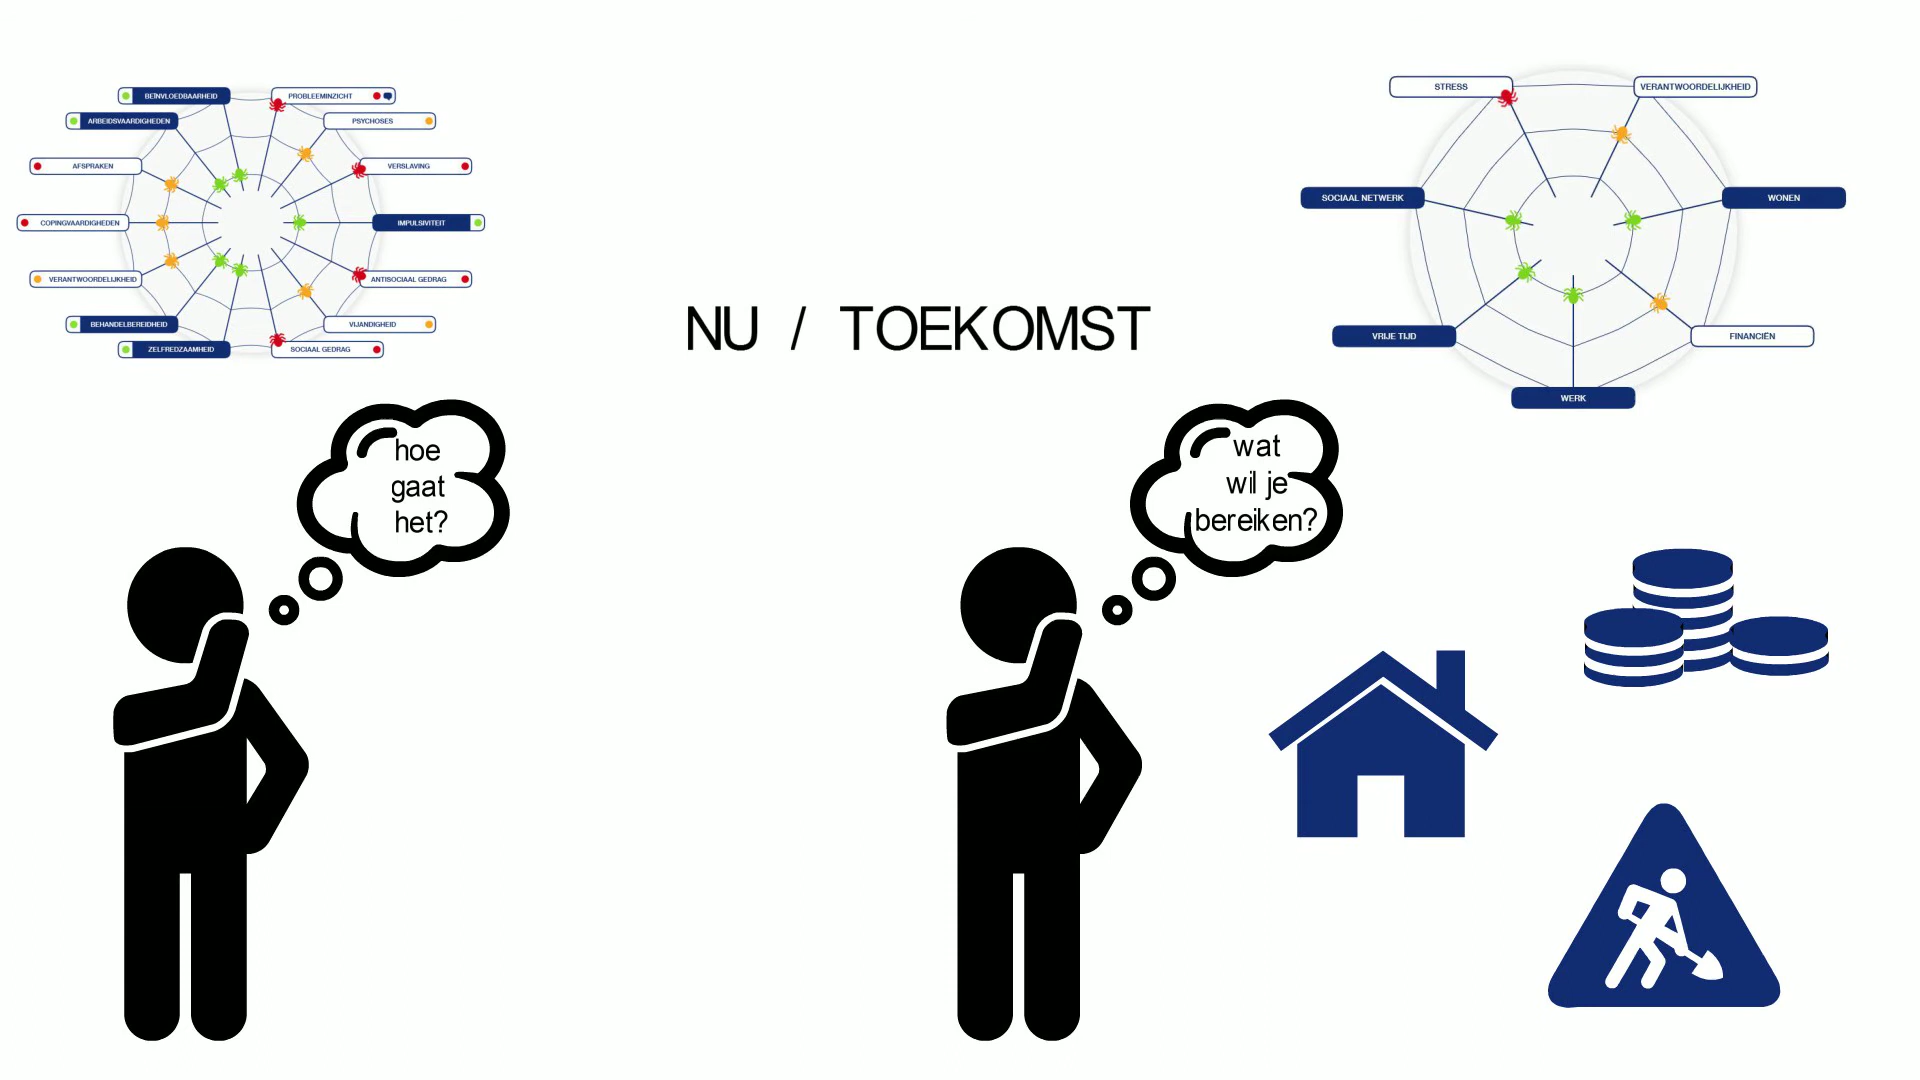 BEÏNVLOEDBAARHEID
PROBLEEMINZICHT
ARBEIDSVAARDIGHEDEN
PSYCHOSES
AFSPRAKEN
VERSLAVING
COPINGVAARDIGHEDEN
IMPULSIVITEIT
VERANTWOORDELIJKHEID
ANTISOCIAAL GEDRAG
BEHANDELBEREIDHEID
VIJANDIGHEID
ZELFREDZAAMHEID
SOCIAAL GEDRAG
NU / TOEKOMST
STRESS
VERANTWOORDELIJKHEID
SOCIAAL NETWERK
WONEN
VRIJE TIJD
FINANCIËN
WERK
hoe
gaat
het?
wat
wil je
bereiken?